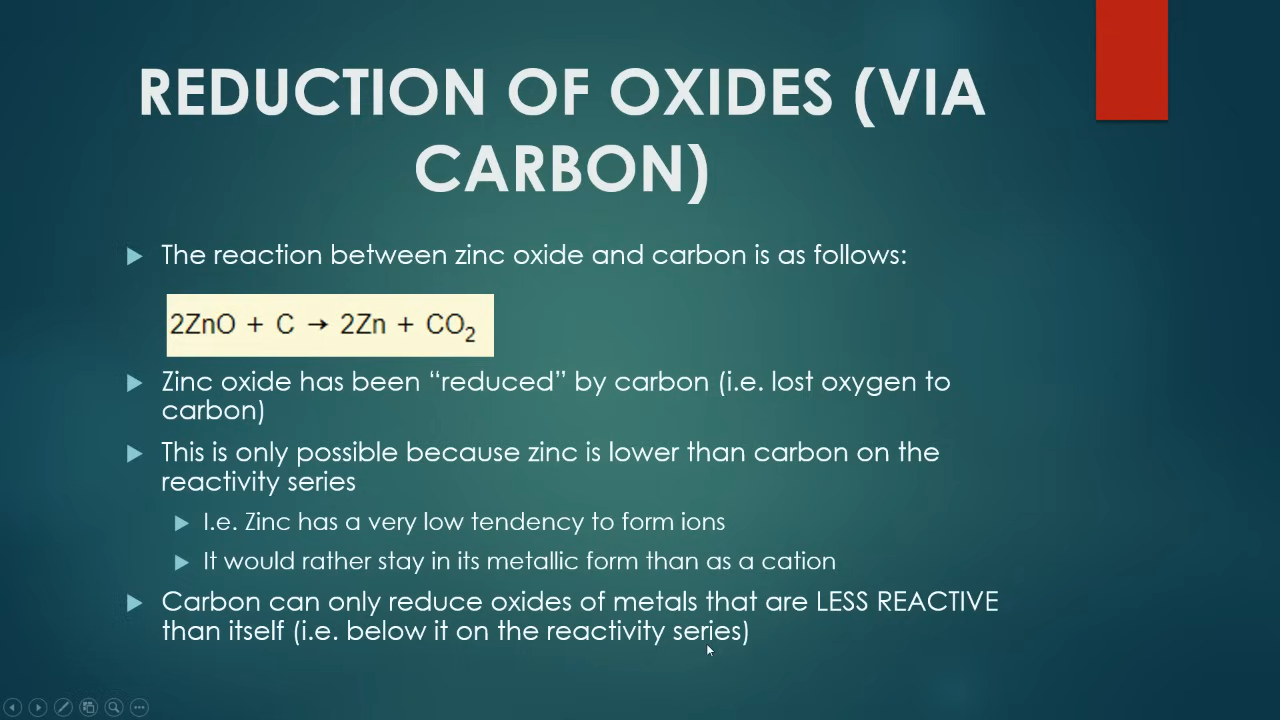 REDUCTION OF OXIDES (VIA
CARBON)
The reaction between zinc oxide and carbon is as follows:
2ZnO + C → 2Zn + CO₂
Zinc oxide has been “reduced” by carbon (i.e. lost oxygen to
carbon)
This is only possible because zinc is lower than carbon on the
reactivity series
I.e. Zinc has a very low tendency to form ions
It would rather stay in its metallic form than as a cation
Carbon can only reduce oxides of metals that are LESS REACTIVE
than itself (i.e. below it on the reactivity series)